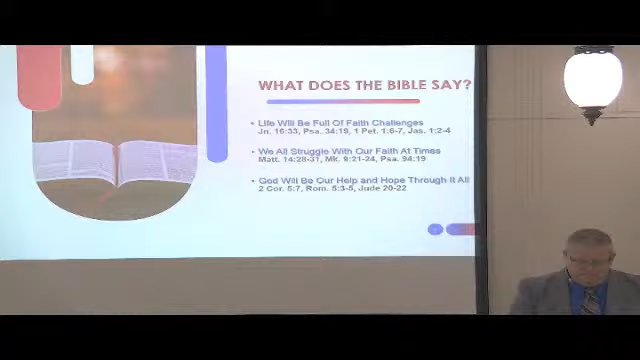 WHAT DOES THE BIBLE SAY?
• Life Will Be Full Of Faith Challenges
Jn. 16:33, Psa. 34:19, 1 Pet. 1:6-7, Jas. 1:2-4
• We All Struggle With Our Faith At Times
Matt. 14:28-31, Mk. 9:21-24, Psa. 94:19
• God Will Be Our Help and Hope Through It All
2 Cor. 5:7, Rom. 5:3-5, Jude 20-22